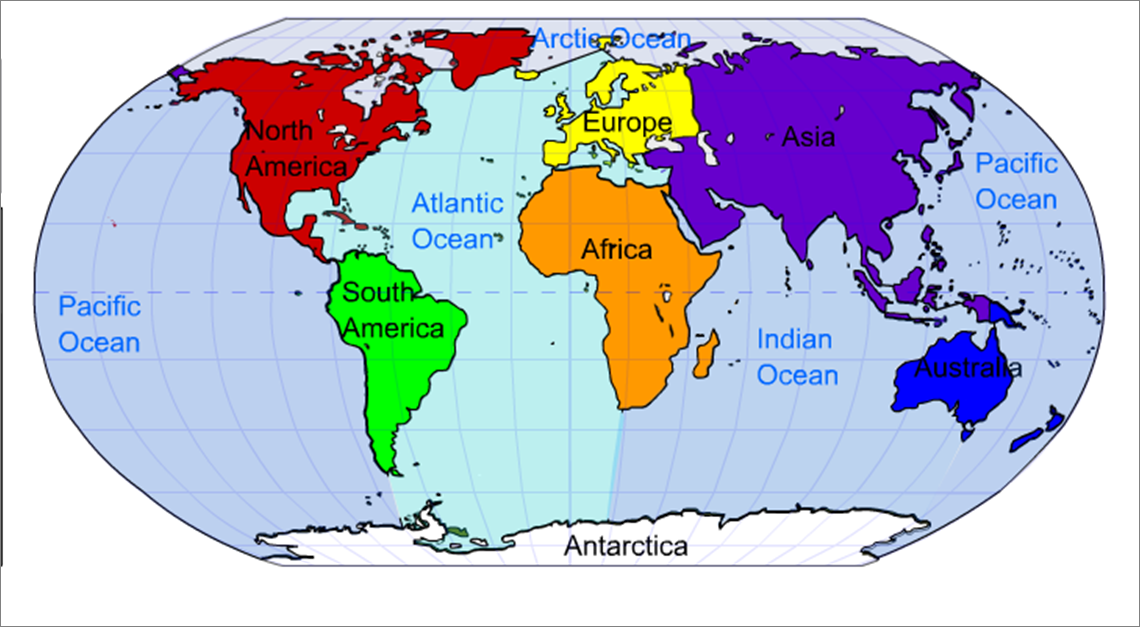 Arctic Ocean
North
America
Europe
Asia
Pacific
Ocean
Atlantic
Ocean
Africa
South
America
Pacific
Ocean
Indian
Ocean
Australia
Antarctica